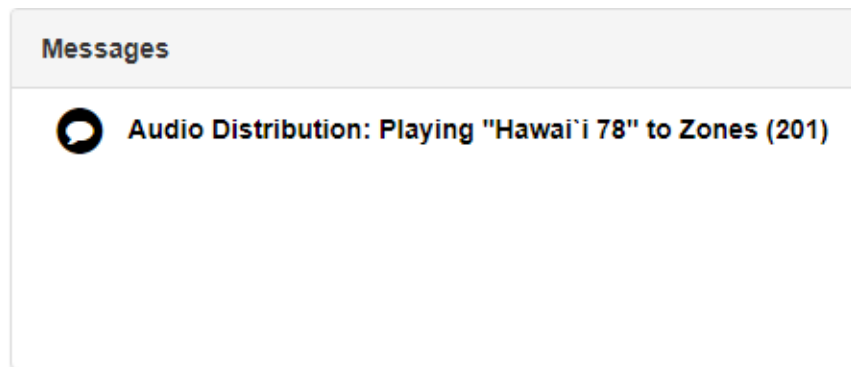 Messages
Audio Distribution: Playing "Hawai`i 78" to Zones (201)